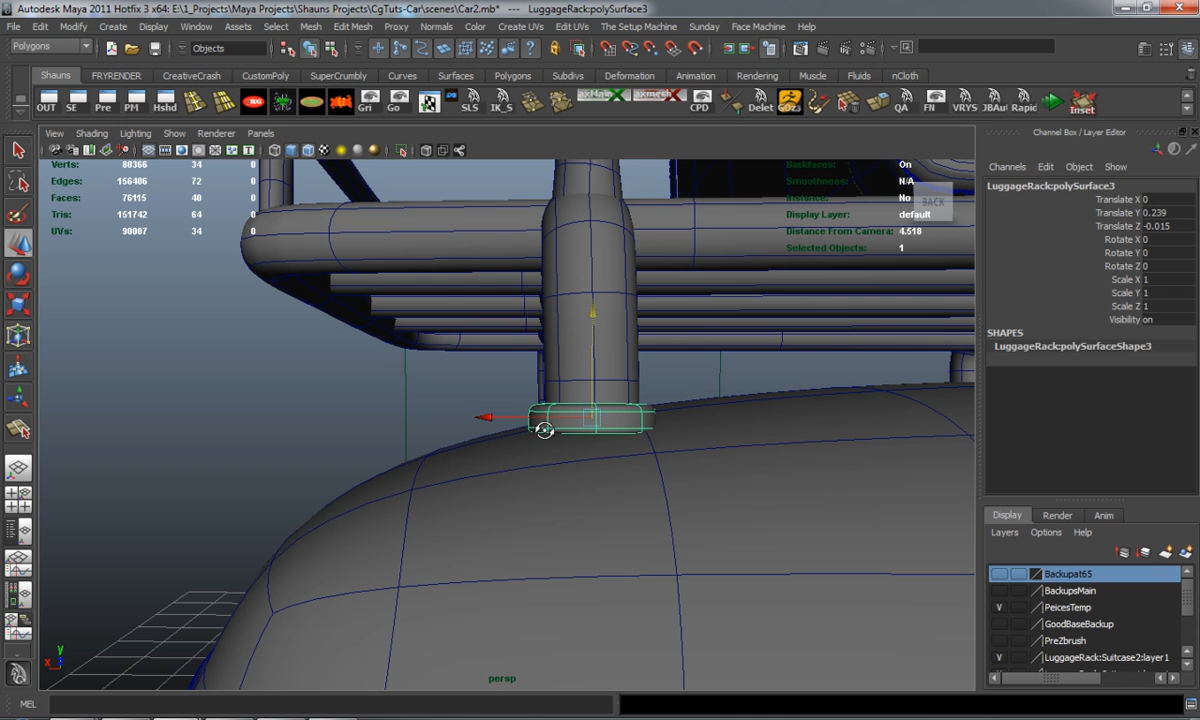 Autodesk Maya 2011 Hotfix 3 x64: E:\1_Projects\Maya Projects\Shauns Projects\CgTuts-Car\scenes\Car2.mb* --- LuggageRack:polySurface3
File Edit Modify Create Display Window Assets Select Mesh Edit Mesh Proxy Normals Color Create UVs Edit UVs The Setup Machine Sunday Face Machine Help
Polygons Objects
Shauns FRYRENDER CreativeCrash CustomPoly SuperCrumbly Curves Surfaces Polygons Subdivs Deformation Animation Rendering Muscle Fluids nCloth
OUT SE Pre PM Hshd Gri Go SLS IK_S CPD Delet GOZ3 QA FN VRYS JBAu Rapic Inset
View Shading Lighting Show Renderer Panels
Channel Box / Layer Editor
Channels Edit Object Show
Verts: 80366 34 0
Edges: 156406 72 0
Faces: 76115 40 0
Tris: 151742 64 0
UVs: 90007 34 0
Backfaces: On
Smoothness: N/A
Instance: No
Display Layer: default
Distance From Camera: 4.518
Selected Objects: 1
BACK
LuggageRack:polySurface3
Translate X 0
Translate Y 0.239
Translate Z -0.015
Rotate X 0
Rotate Y 0
Rotate Z 0
Scale X 1
Scale Y 1
Scale Z 1
Visibility on
SHAPES
LuggageRack:polySurfaceShape3
Display Render Anim
Layers Options Help
Backupat65
BackupsMain
V PeicesTemp
GoodBaseBackup
PreZbrush
V LuggageRack:Suitcase2:layer1
y
x
persp
MEL